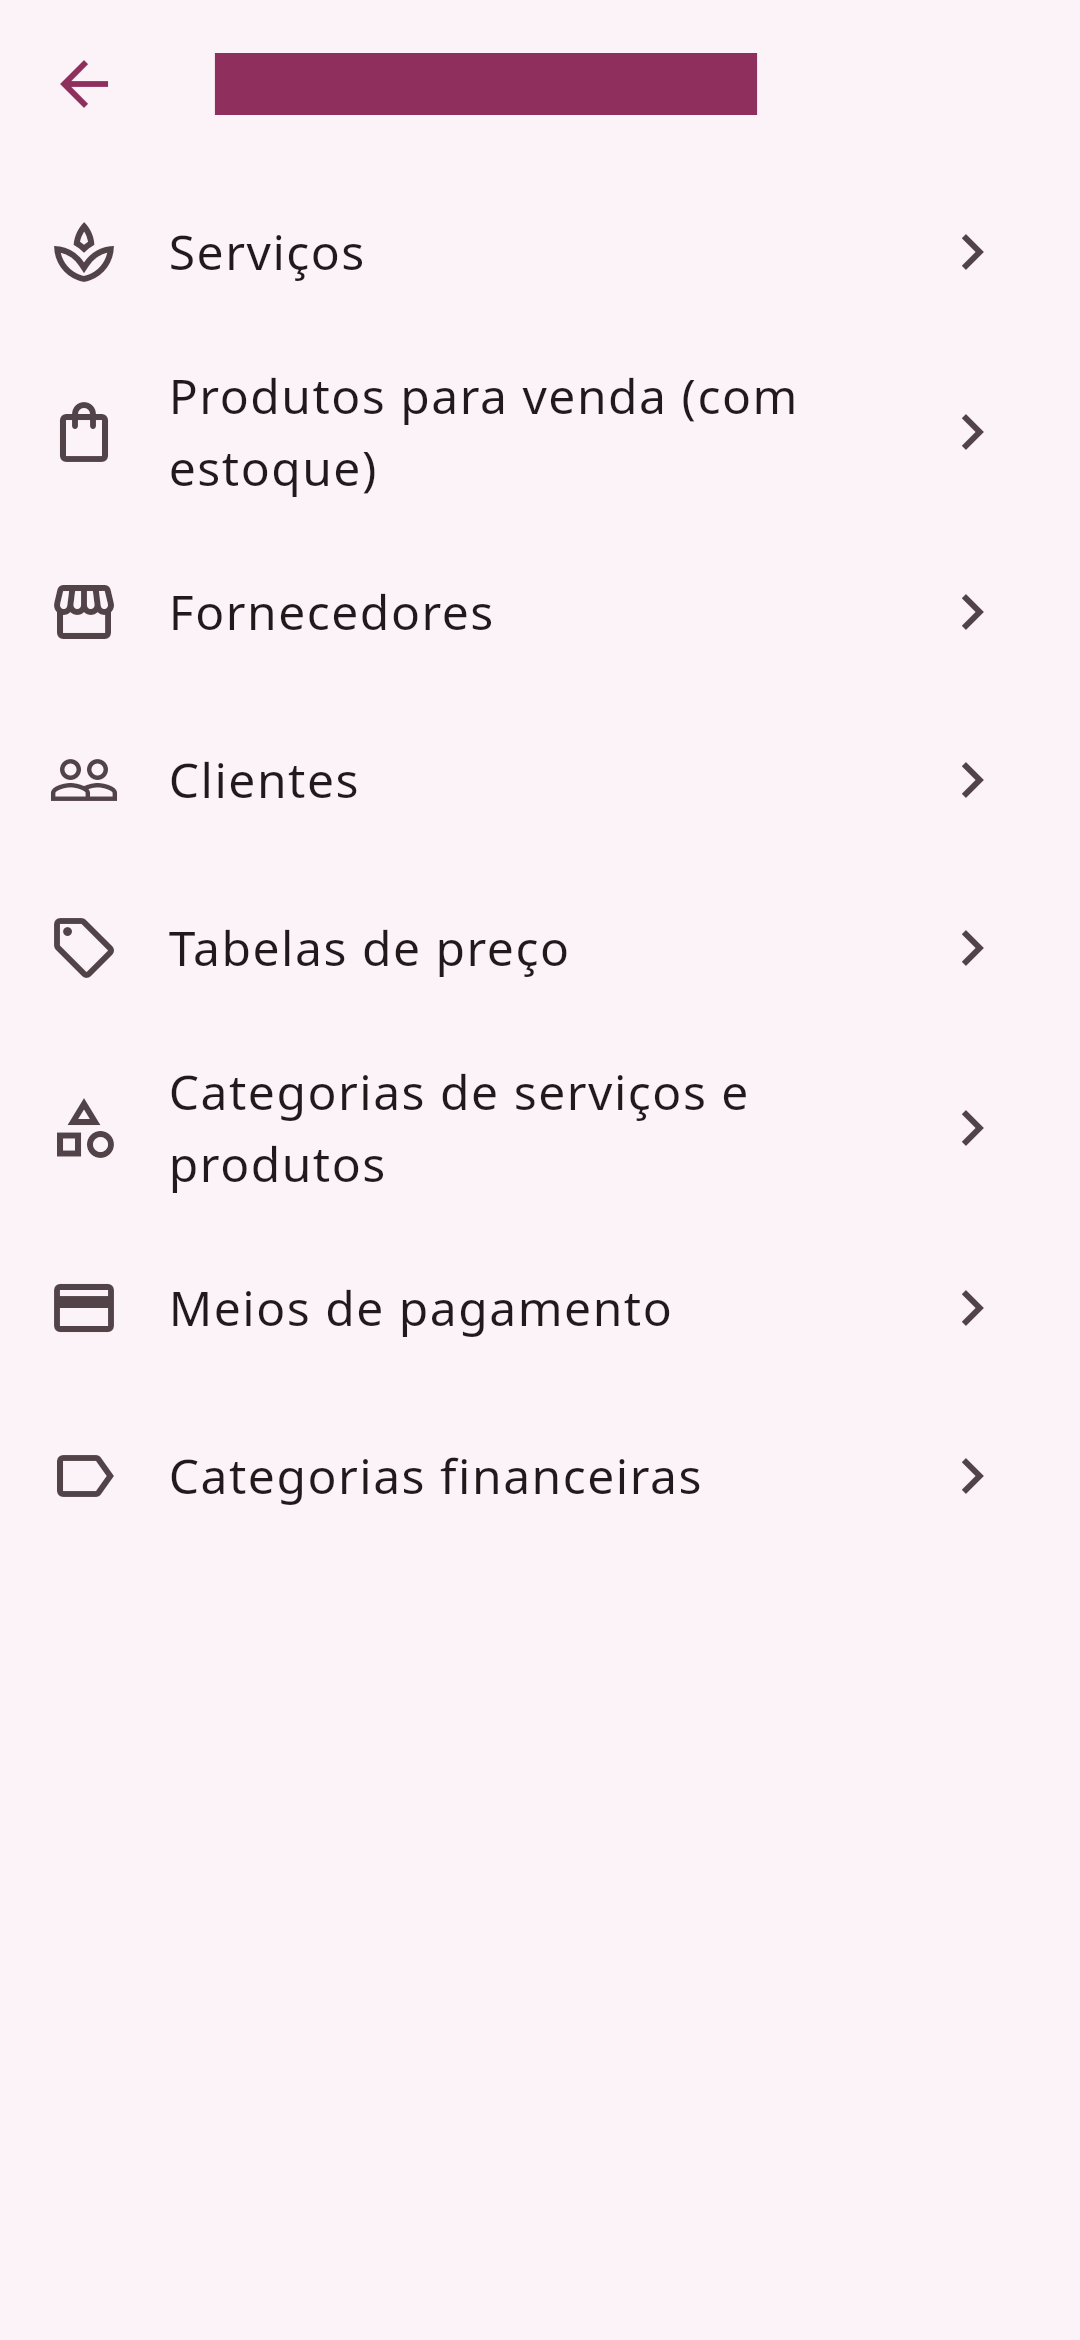 Serviços
Produtos para venda (com
estoque)
Fornecedores
Clientes
Tabelas de preço
Categorias de serviços e
produtos
Meios de pagamento
Categorias financeiras